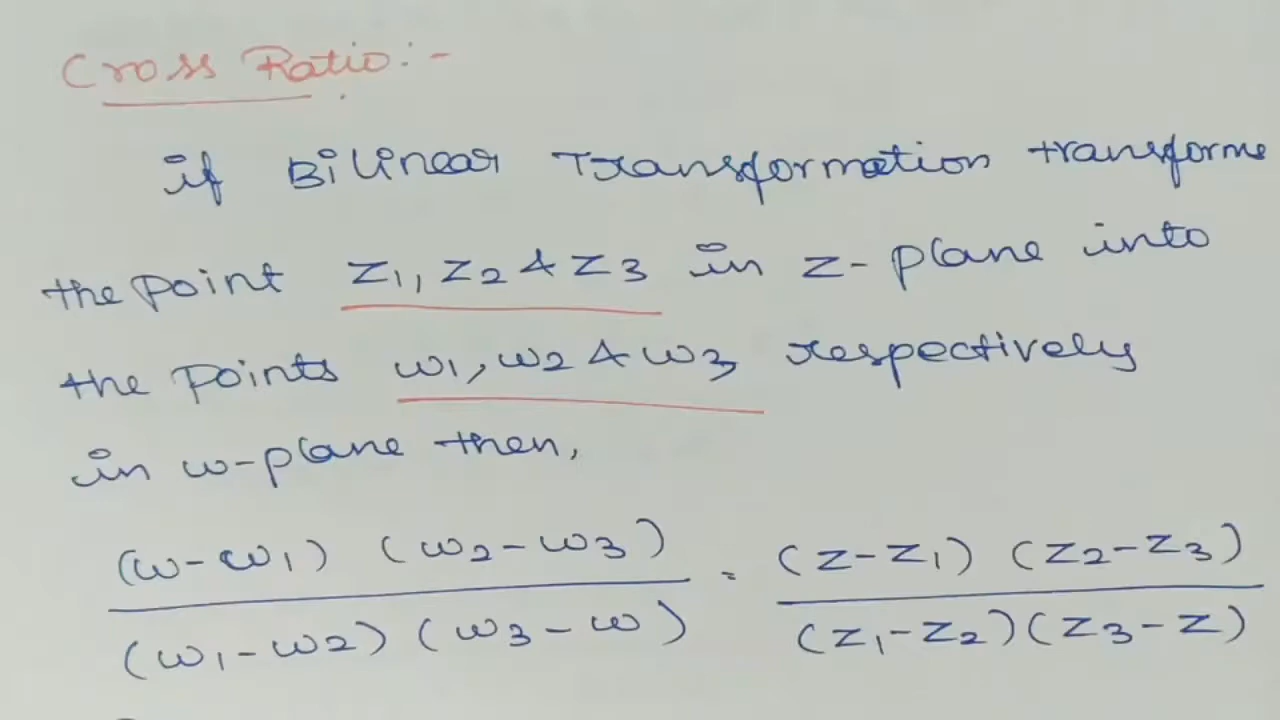 Cross Ratio:-
if Bilinear Transformation transforms
the point z1, z2 & z3 in z-plane into
the points w1, w2 & w3 respectively
in w-plane then,
(w-w1) (w2-w3) / (w1-w2) (w3-w) = (z-z1) (z2-z3) / (z1-z2)(z3-z)